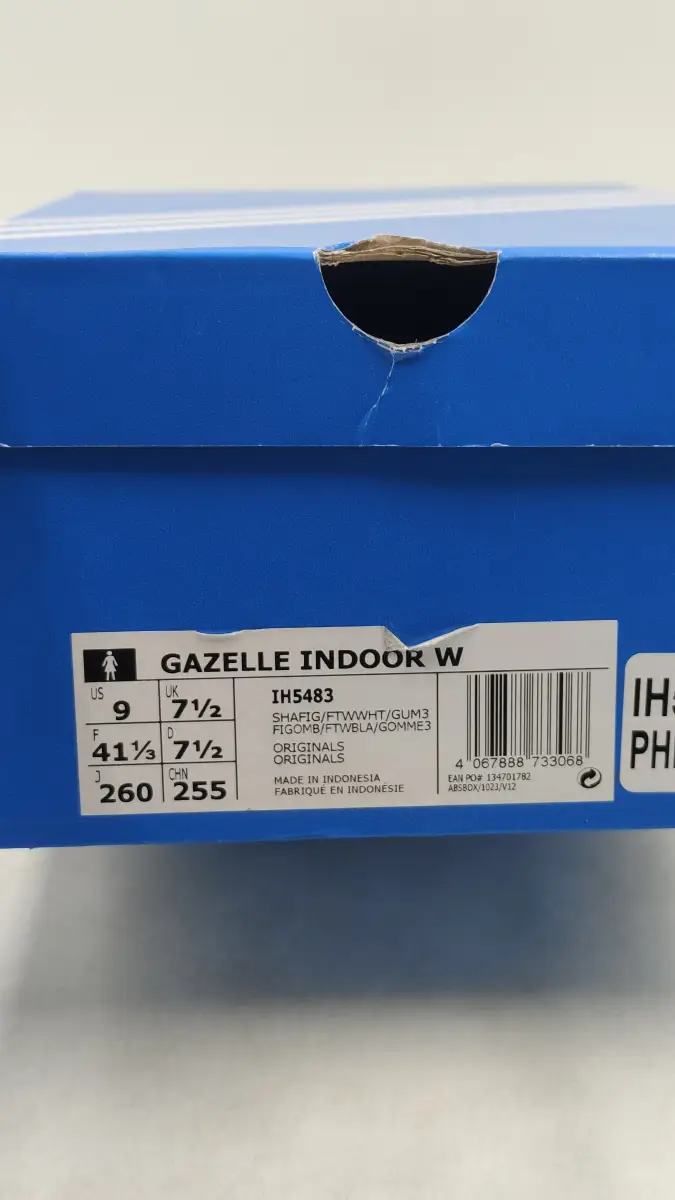 GAZELLE INDOOR W
US
9
UK
7½
F
41⅓
D
7½
J
260
CHN
255
IH5483
SHAFIG/FTWWHT/GUM3
FIGOMB/FTWBLA/GOMME3
ORIGINALS
ORIGINALS
MADE IN INDONESIA
FABRIQUÉ EN INDONÉSIE
4 067888 733068
EAN PO# 134701782
ABSBOX/1023/V12